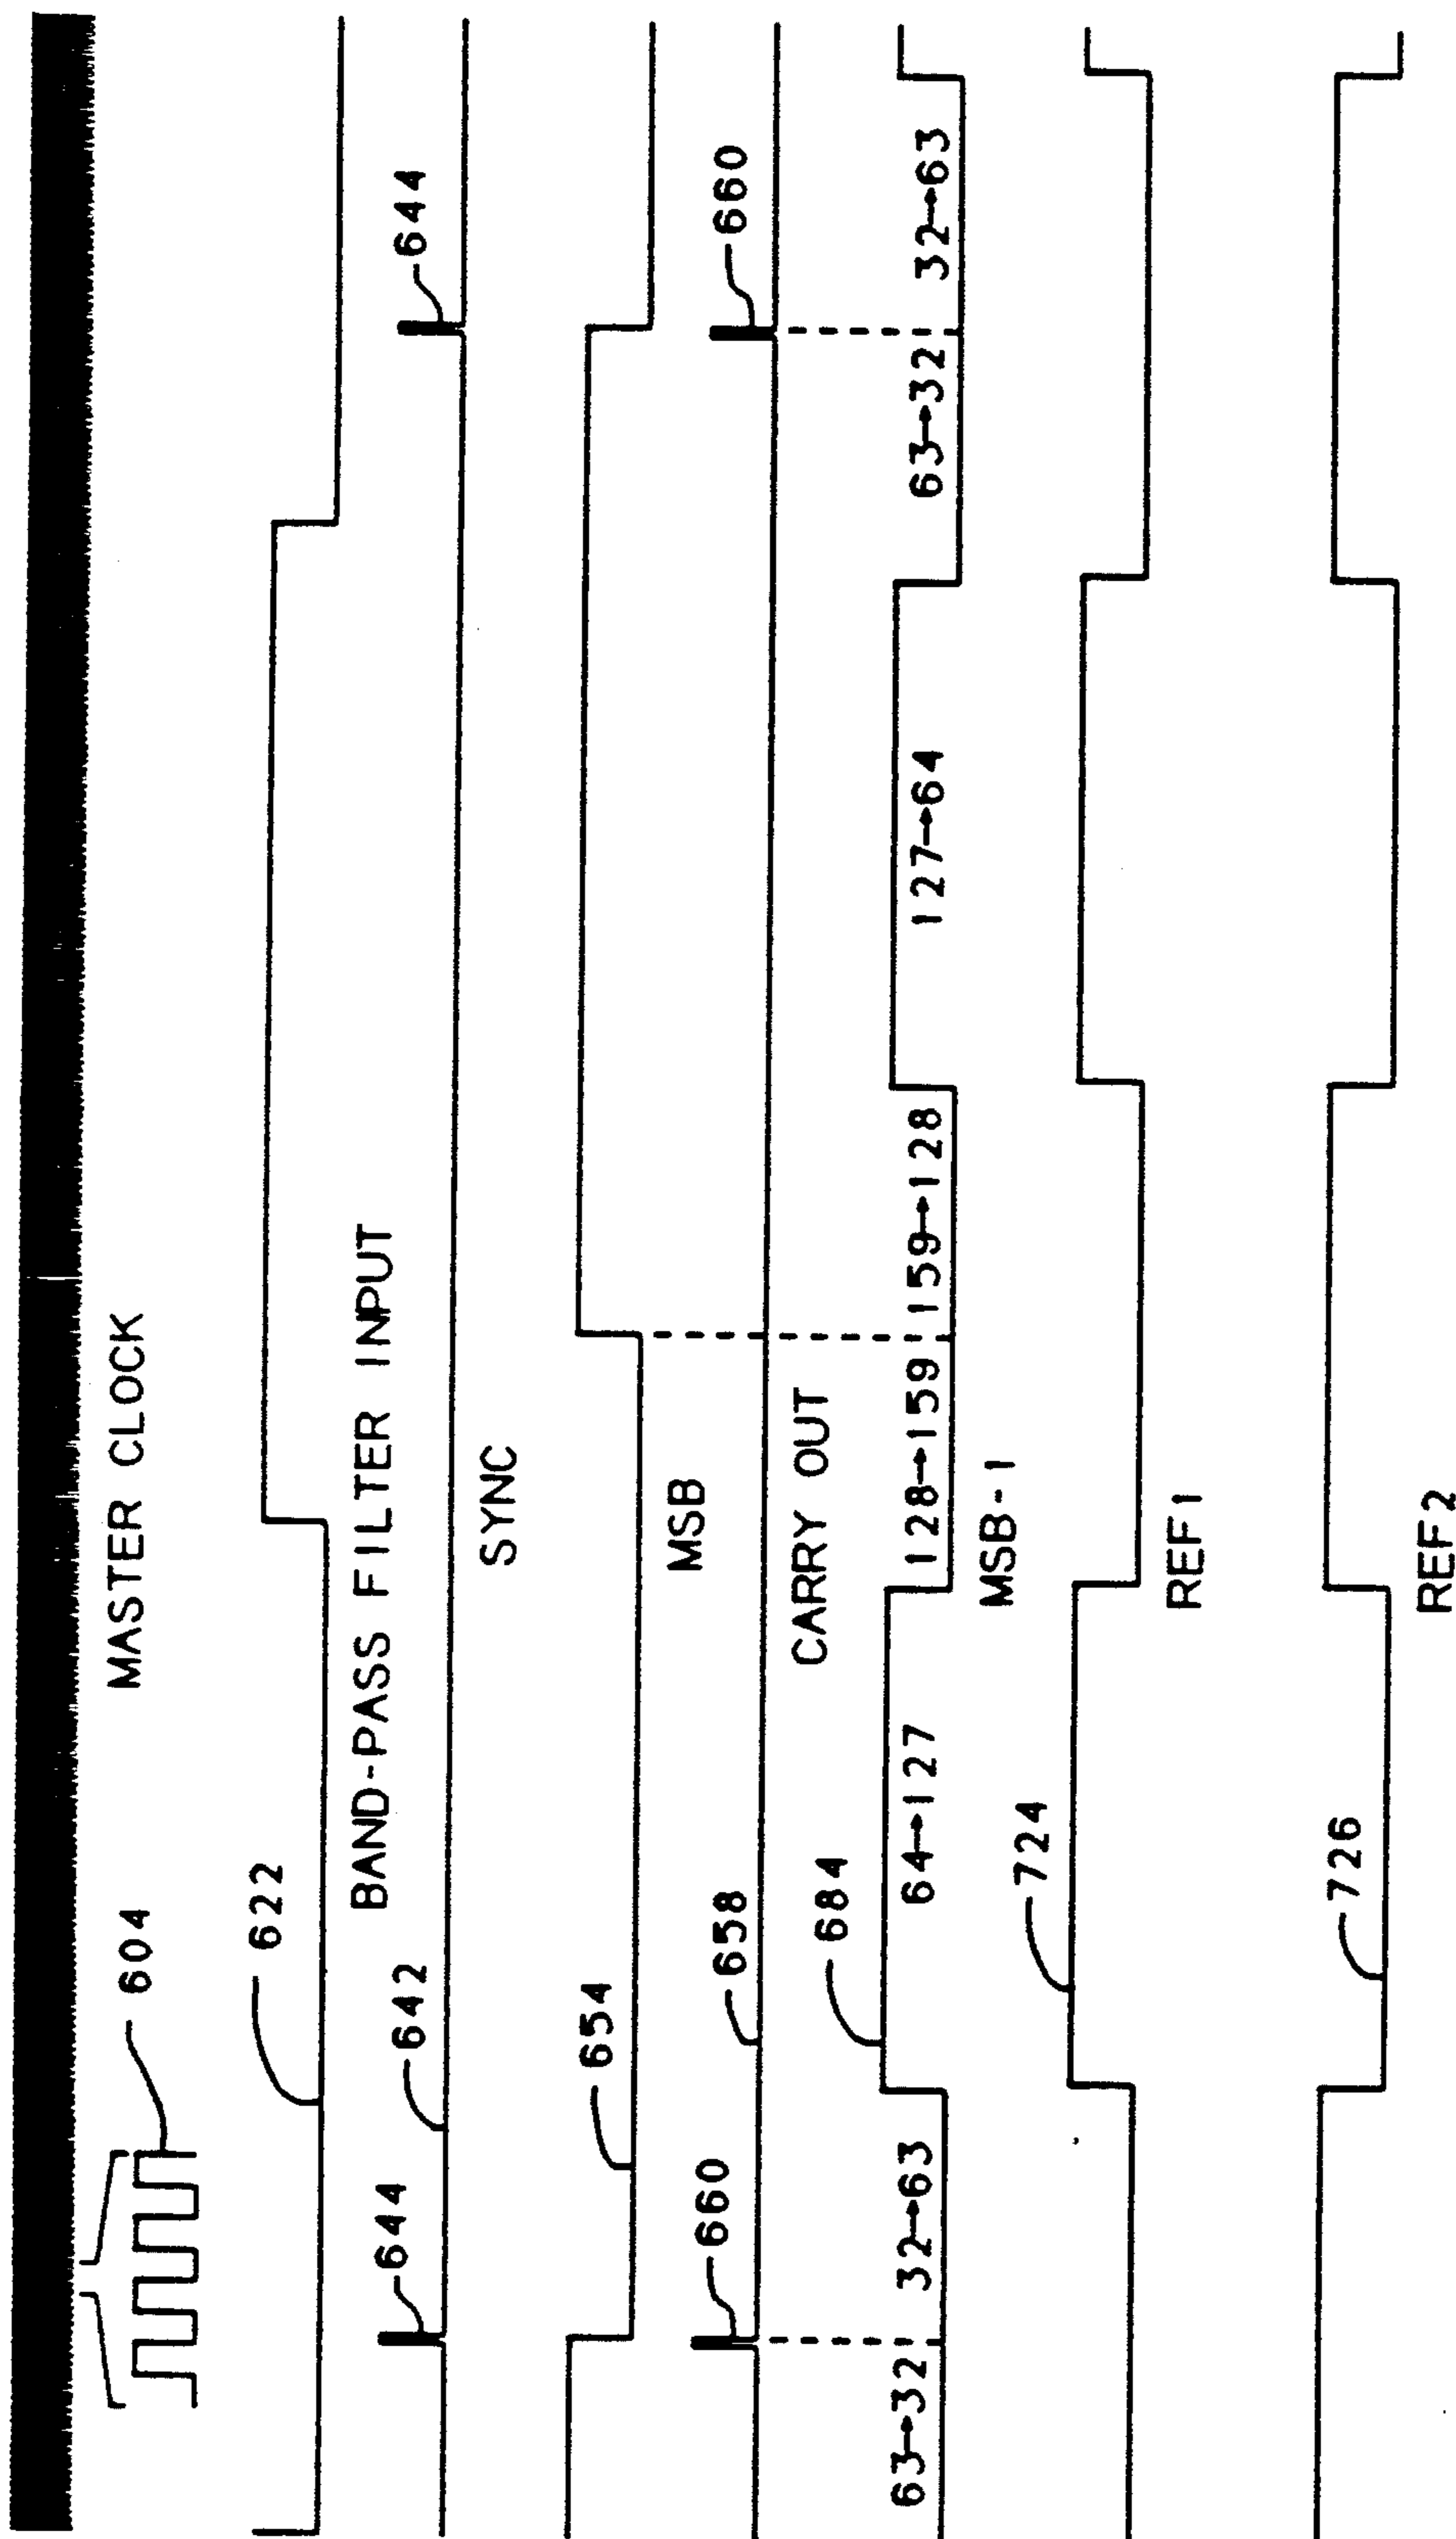 604
MASTER CLOCK
622
BAND-PASS FILTER INPUT
644
642
644
SYNC
654
MSB
660
658
660
CARRY OUT
684
63→32
32→63
64→127
128→159
159→128
127→64
63→32
32→63
MSB-1
724
REF1
726
REF2